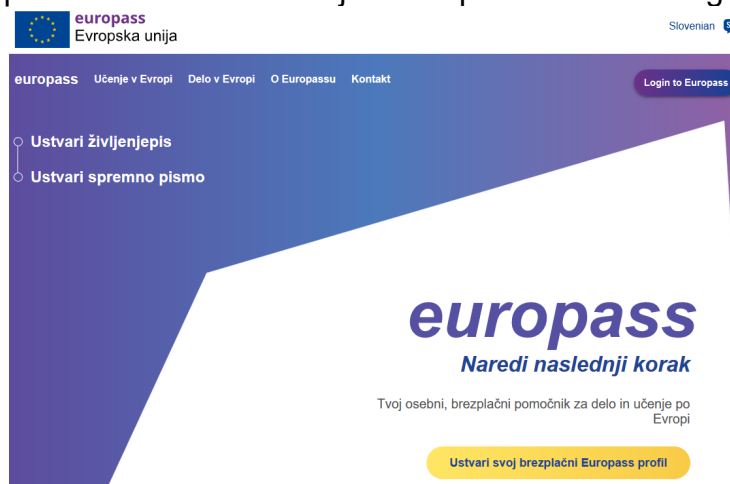 europass
Evropska unija
Slovenian
europass Učenje v Evropi Delo v Evropi O Europassu Kontakt
Login to Europass
Ustvari življenjepis
Ustvari spremno pismo
europass
Naredi naslednji korak
Tvoj osebni, brezplačni pomočnik za delo in učenje po
Evropi
Ustvari svoj brezplačni Europass profil